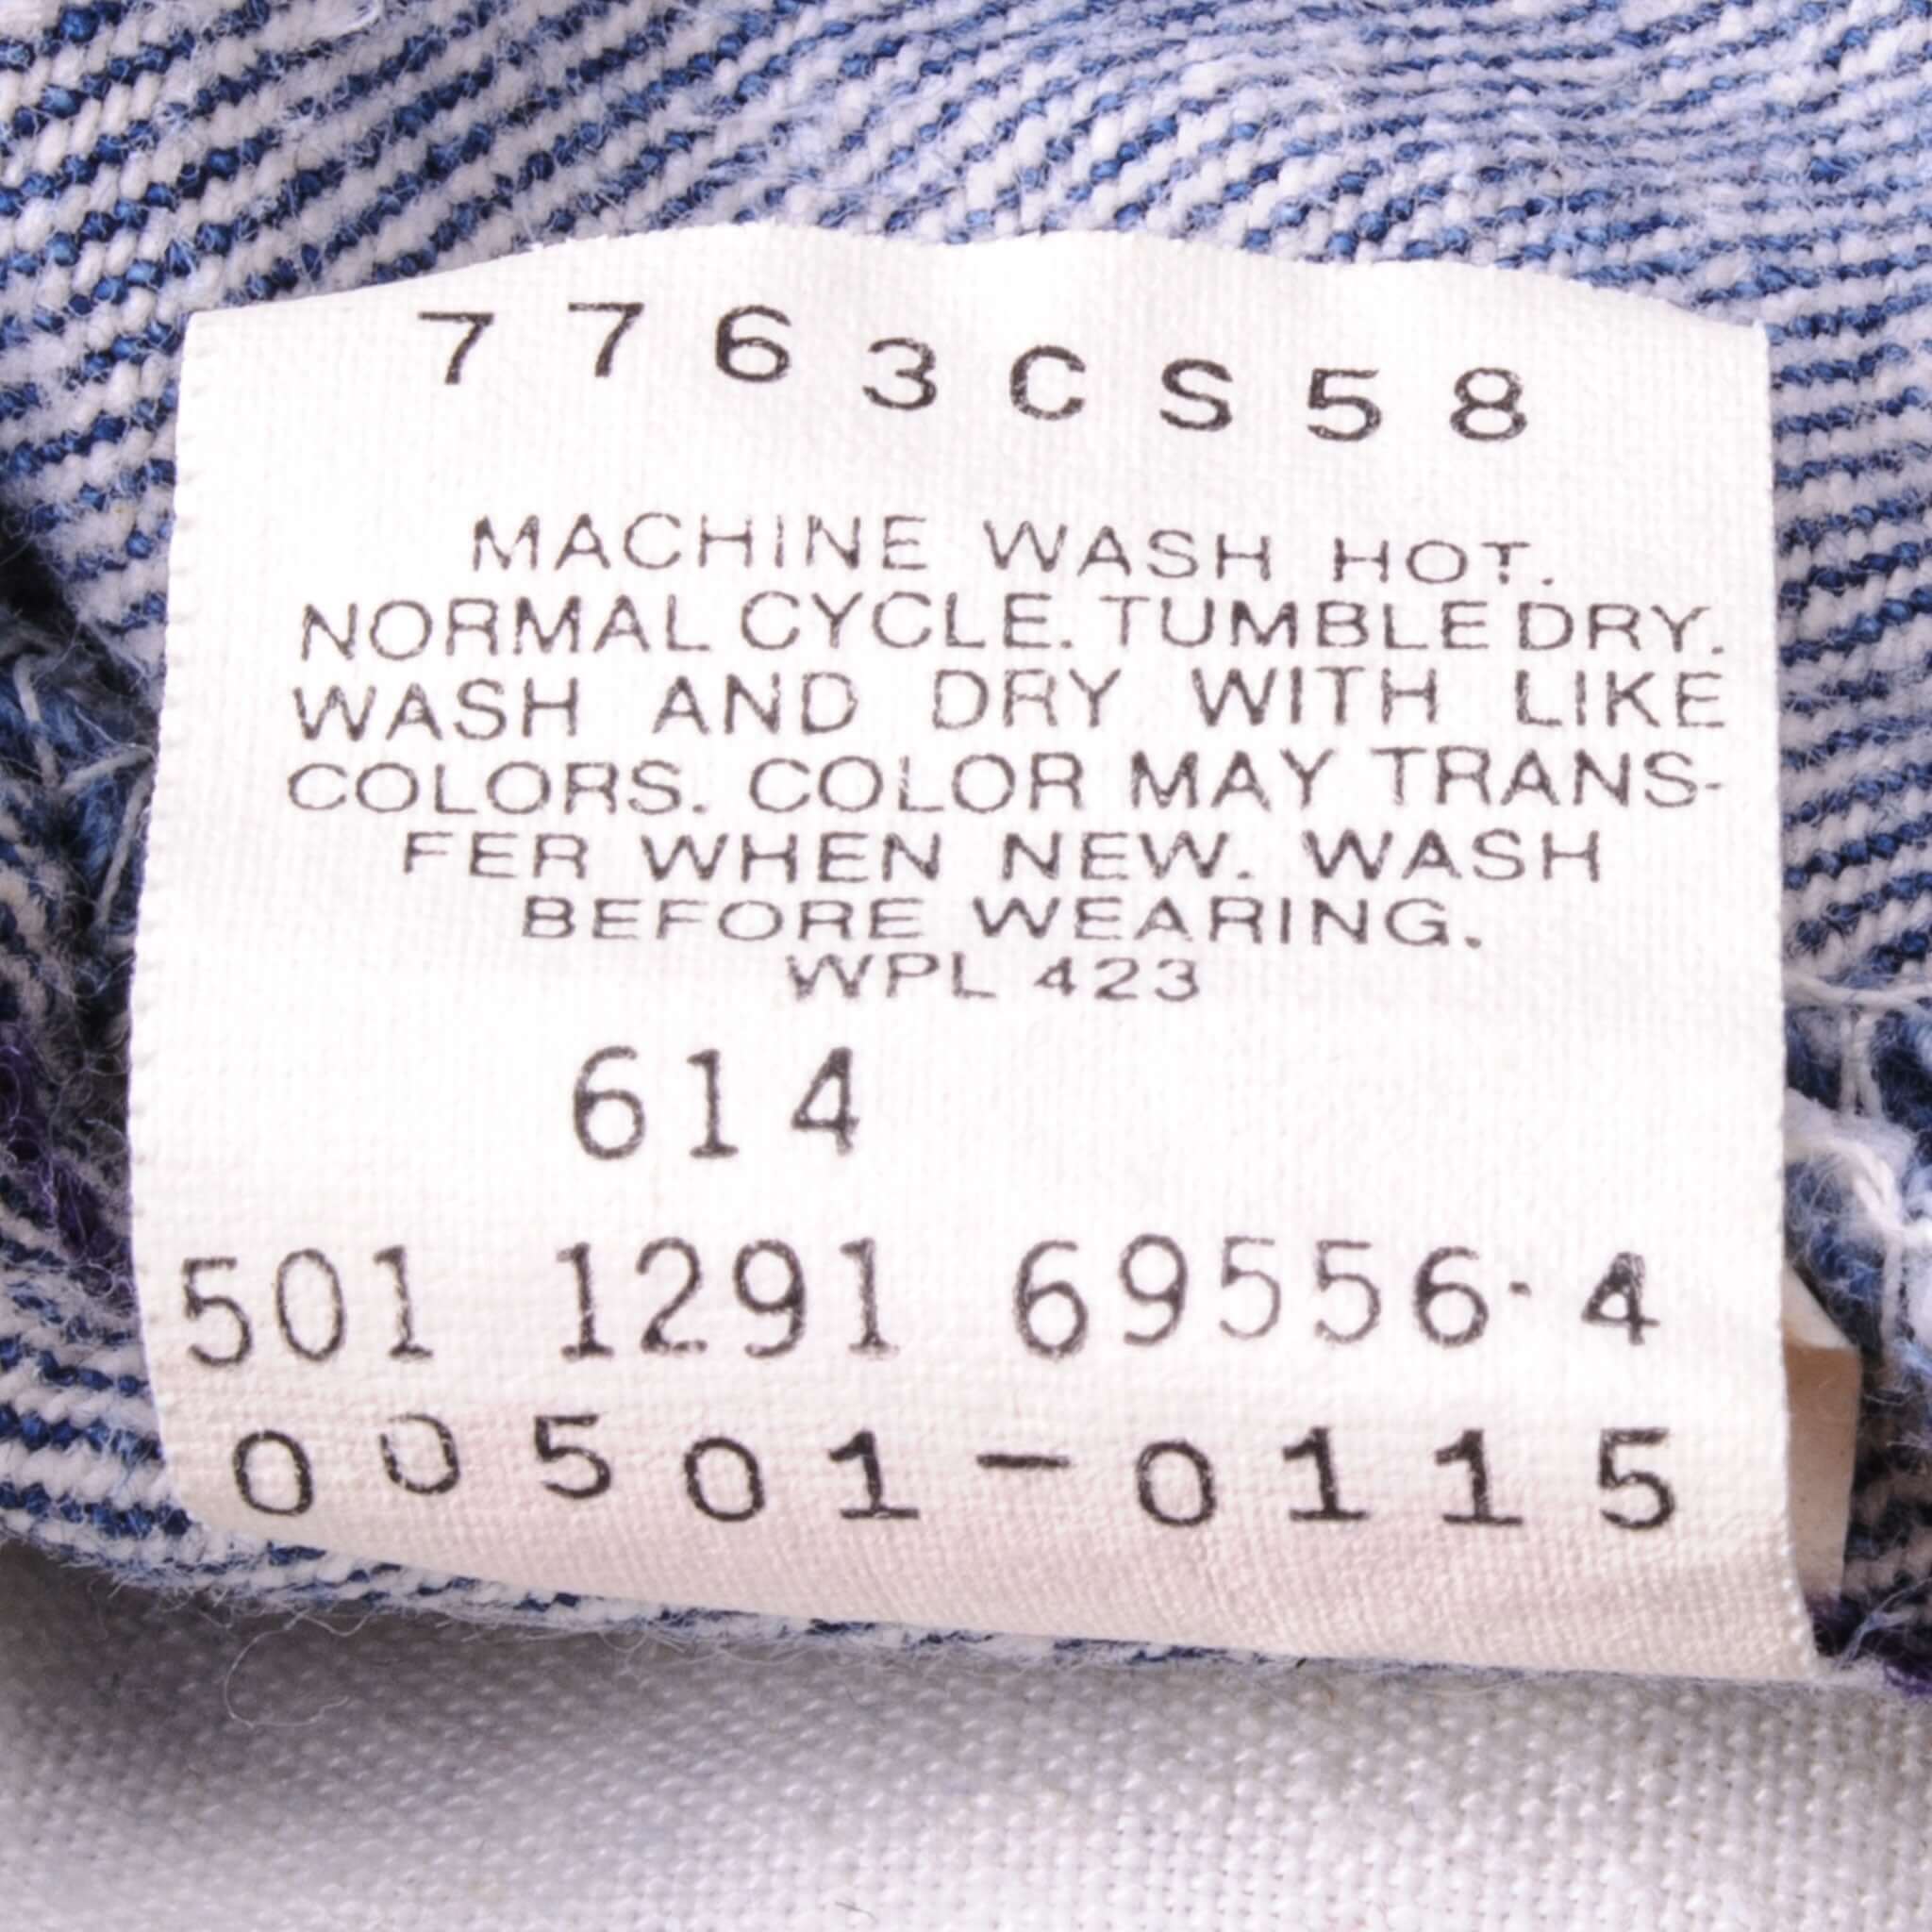 7763CS58
MACHINE WASH HOT.
NORMAL CYCLE. TUMBLE DRY.
WASH AND DRY WITH LIKE
COLORS. COLOR MAY TRANS-
FER WHEN NEW. WASH
BEFORE WEARING.
WPL 423
614
501 1291 69556-4
00501-0115